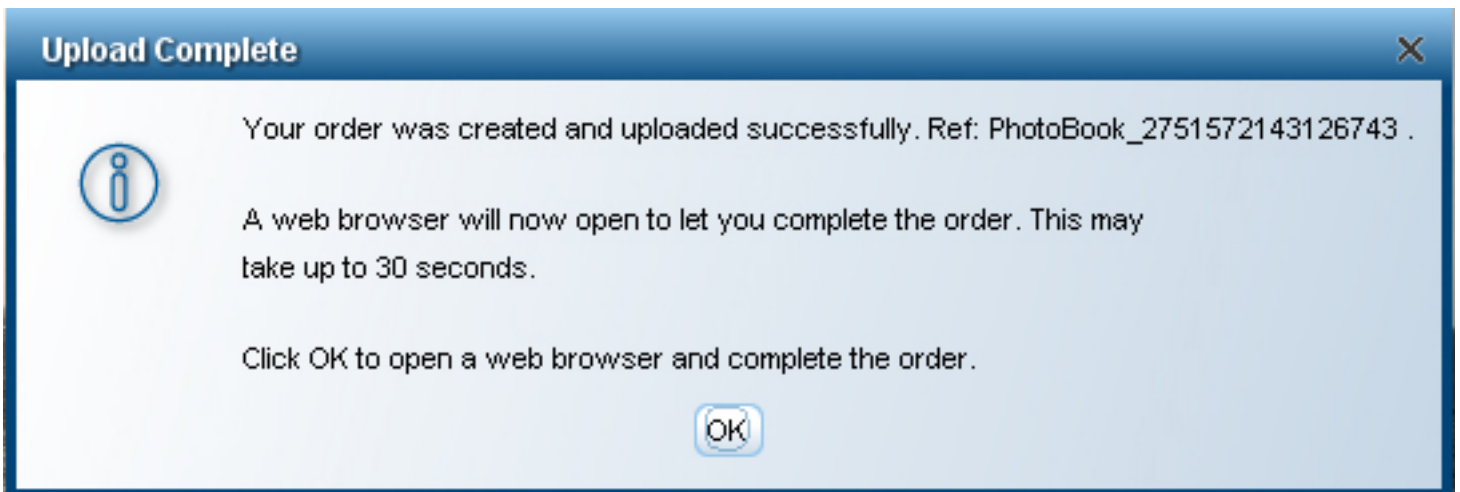 Upload Complete
Your order was created and uploaded successfully. Ref: PhotoBook_2751572143126743 .
A web browser will now open to let you complete the order. This may
take up to 30 seconds.
Click OK to open a web browser and complete the order.
OK